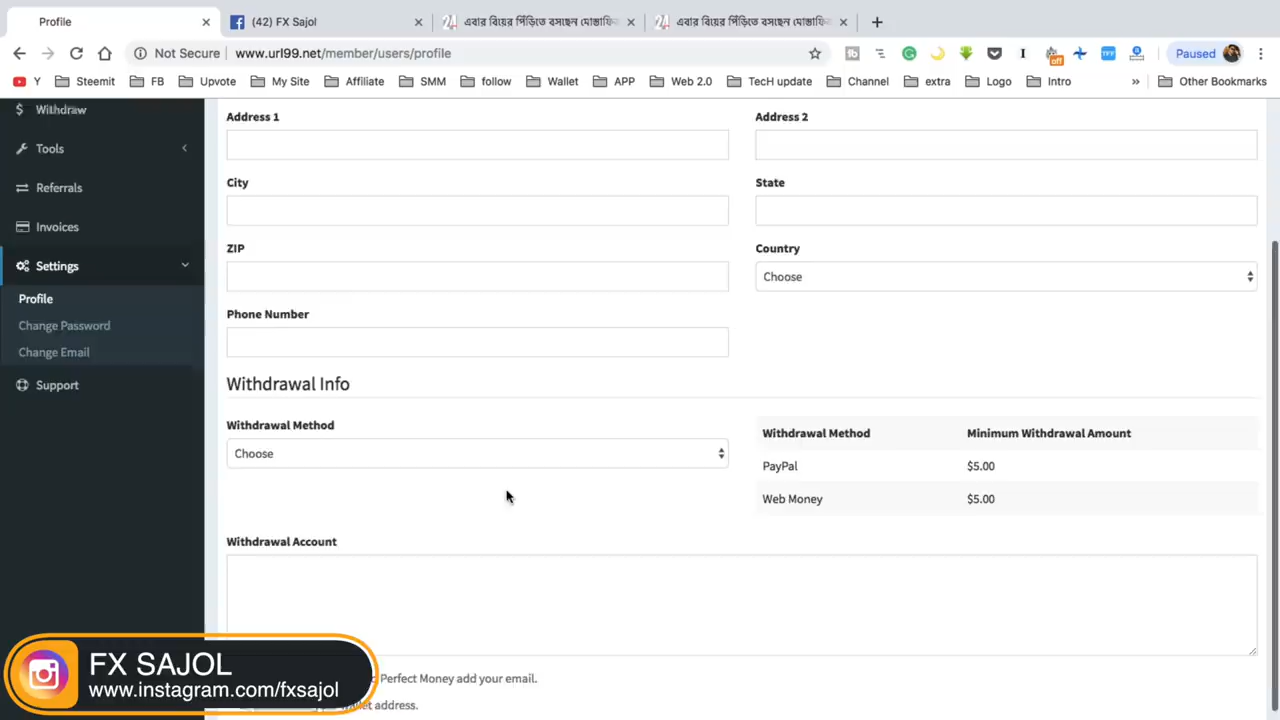 Profile
(42) FX Sajol
এবার বিয়ের পিঁড়িতে বসছেন মোস্তাফি
এবার বিয়ের পিঁড়িতে বসছেন মোস্তাফি
Not Secure
www.url99.net/member/users/profile
Paused
Y
Steemit
FB
Upvote
My Site
Affiliate
SMM
follow
Wallet
APP
Web 2.0
TecH update
Channel
extra
Logo
Intro
»
Other Bookmarks
Withdraw
Tools
Referrals
Invoices
Settings
Profile
Change Password
Change Email
Support
Address 1
Address 2
City
State
ZIP
Country
Choose
Phone Number
Withdrawal Info
Withdrawal Method
Choose
Withdrawal Method Minimum Withdrawal Amount
PayPal $5.00
Web Money $5.00
Withdrawal Account
Perfect Money add your email.
address.
FX SAJOL
www.instagram.com/fxsajol